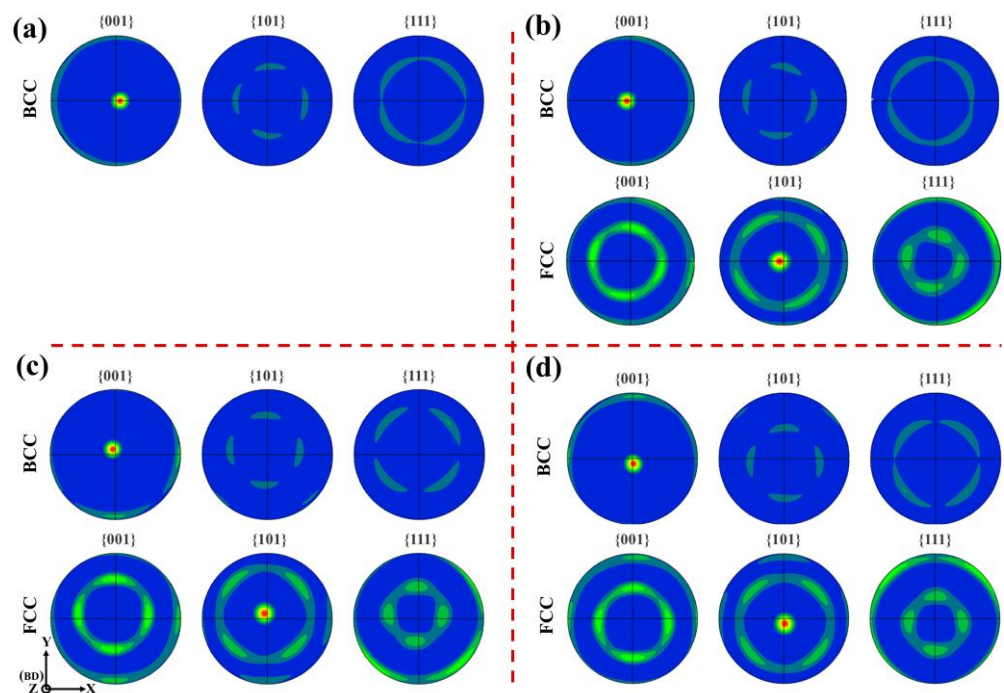 (a)
{001} {101} {111}
BCC
(b)
{001} {101} {111}
BCC
{001} {101} {111}
FCC
(c)
{001} {101} {111}
BCC
{001} {101} {111}
FCC
Y
(BD)
Z X
(d)
{001} {101} {111}
BCC
{001} {101} {111}
FCC